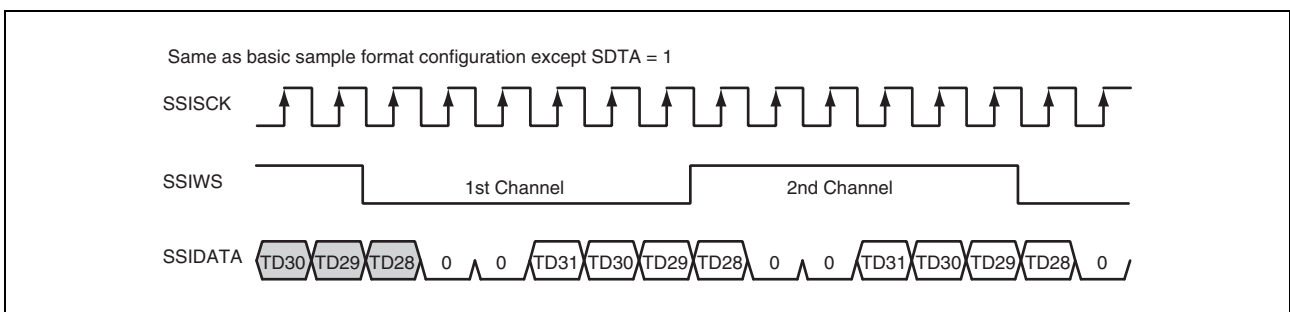 Same as basic sample format configuration except SDTA = 1
SSISCK
SSIWS 1st Channel 2nd Channel
SSIDATA TD30 TD29 TD28 0 0 TD31 TD30 TD29 TD28 0 0 TD31 TD30 TD29 TD28 0